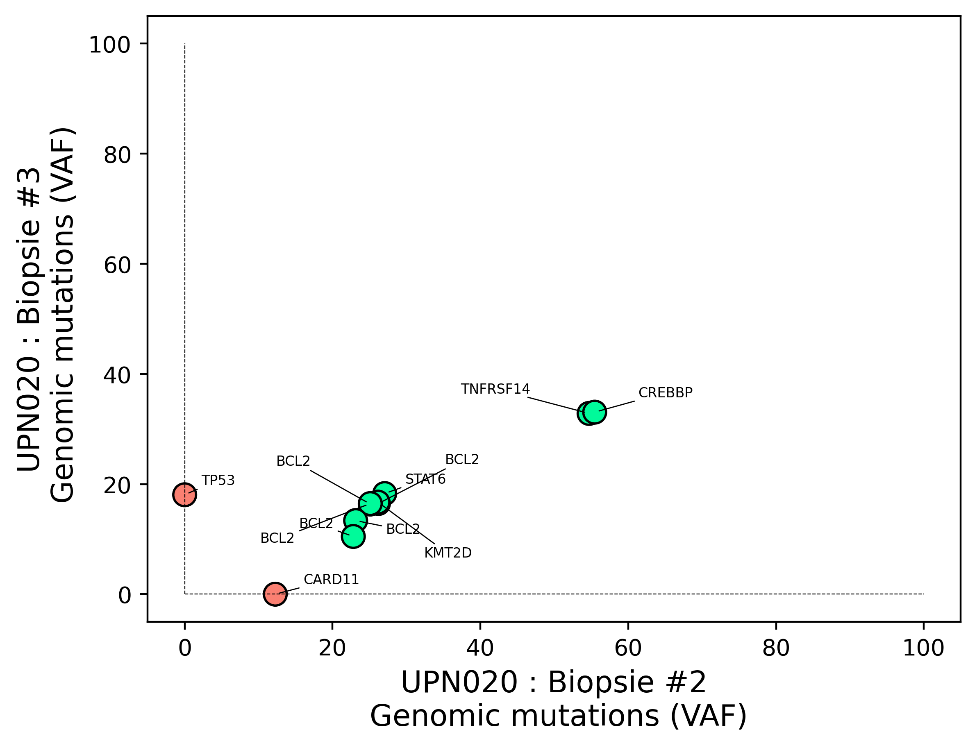 100
80
60
40
20
0
UPN020 : Biopsie #3
Genomic mutations (VAF)
TNFRSF14
CREBBP
BCL2
BCL2
STAT6
TP53
BCL2
BCL2
BCL2
KMT2D
CARD11
0
20
40
60
80
100
UPN020 : Biopsie #2
Genomic mutations (VAF)